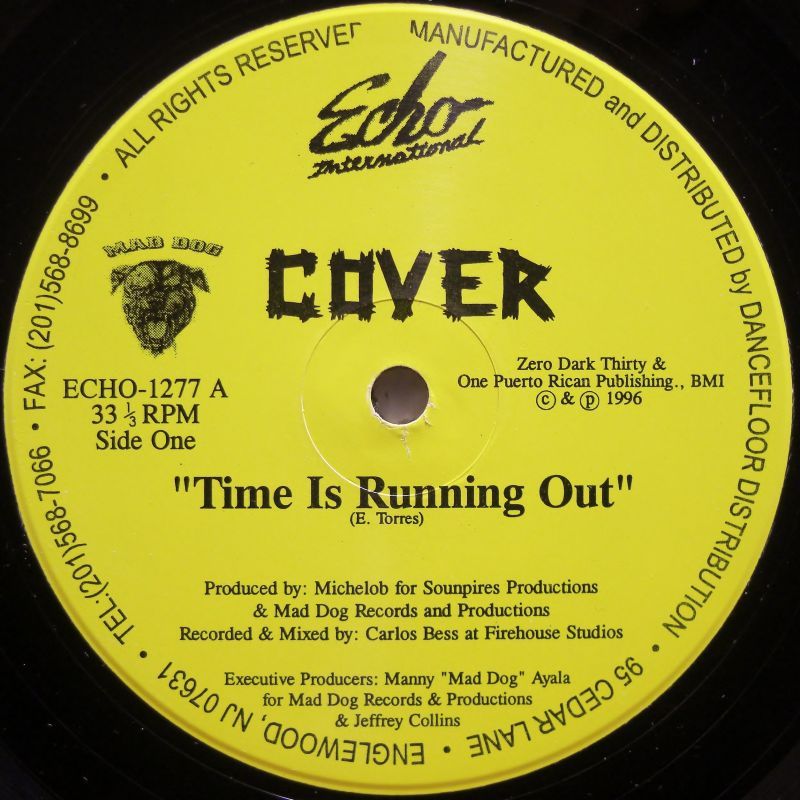 Echo
International
MAD DOG
COVER
ECHO-1277 A
33 ⅓ RPM
Side One
Zero Dark Thirty &
One Puerto Rican Publishing., BMI
© & ℗ 1996
"Time Is Running Out"
(E. Torres)
Produced by: Michelob for Sounpires Productions
& Mad Dog Records and Productions
Recorded & Mixed by: Carlos Bess at Firehouse Studios
Executive Producers: Manny "Mad Dog" Ayala
for Mad Dog Records & Productions
& Jeffrey Collins
MANUFACTURED and DISTRIBUTED by DANCEFLOOR DISTRIBUTION • 95 CEDAR LANE • ENGLEWOOD, NJ 07631 • TEL:(201)568-7066 • FAX: (201)568-8699 • ALL RIGHTS RESERVED